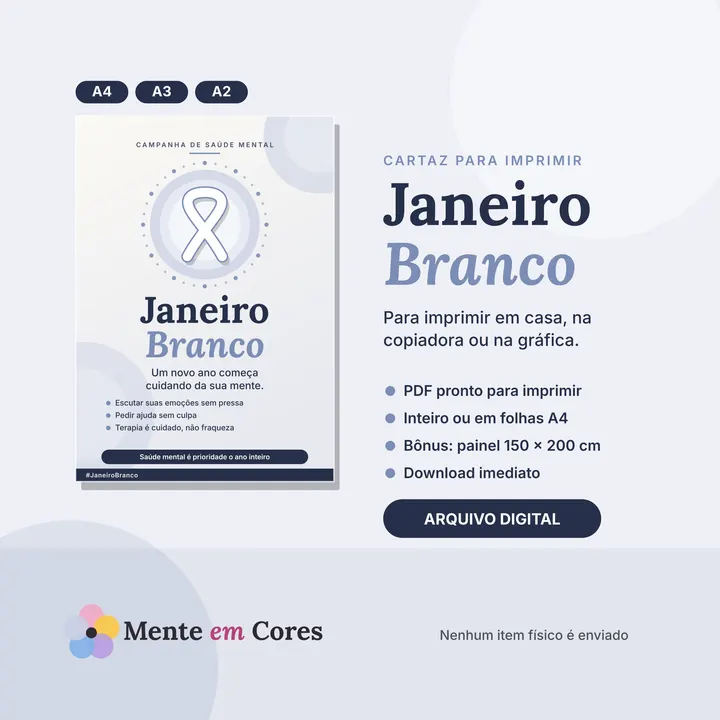 A4 A3 A2
CAMPANHA DE SAÚDE MENTAL
Janeiro
Branco
Um novo ano começa
cuidando da sua mente.
Escutar suas emoções sem pressa
Pedir ajuda sem culpa
Terapia é cuidado, não fraqueza
Saúde mental é prioridade o ano inteiro
#JaneiroBranco
CARTAZ PARA IMPRIMIR
Janeiro
Branco
Para imprimir em casa, na
copiadora ou na gráfica.
PDF pronto para imprimir
Inteiro ou em folhas A4
Bônus: painel 150 × 200 cm
Download imediato
ARQUIVO DIGITAL
Mente em Cores
Nenhum item físico é enviado